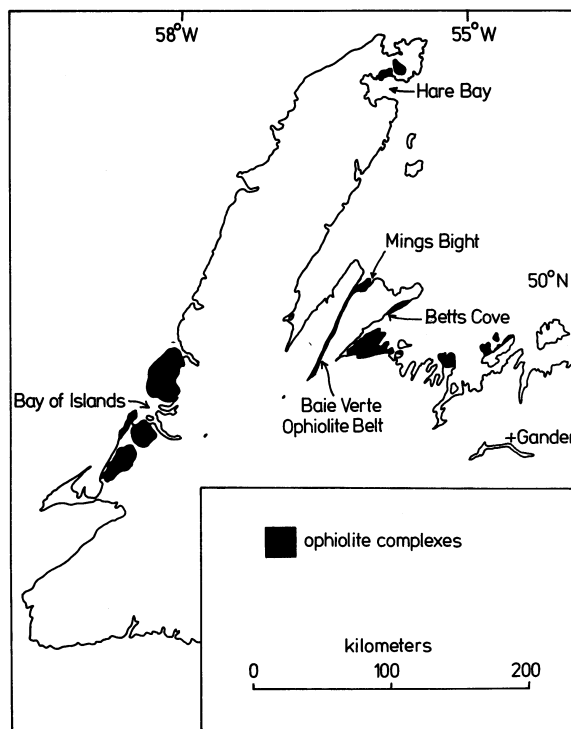 58°W
55°W
Hare Bay
Mings Bight
50°N
Betts Cove
Bay of Islands
Baie Verte
Ophiolite Belt
+Gander
ophiolite complexes
kilometers
0 100 200